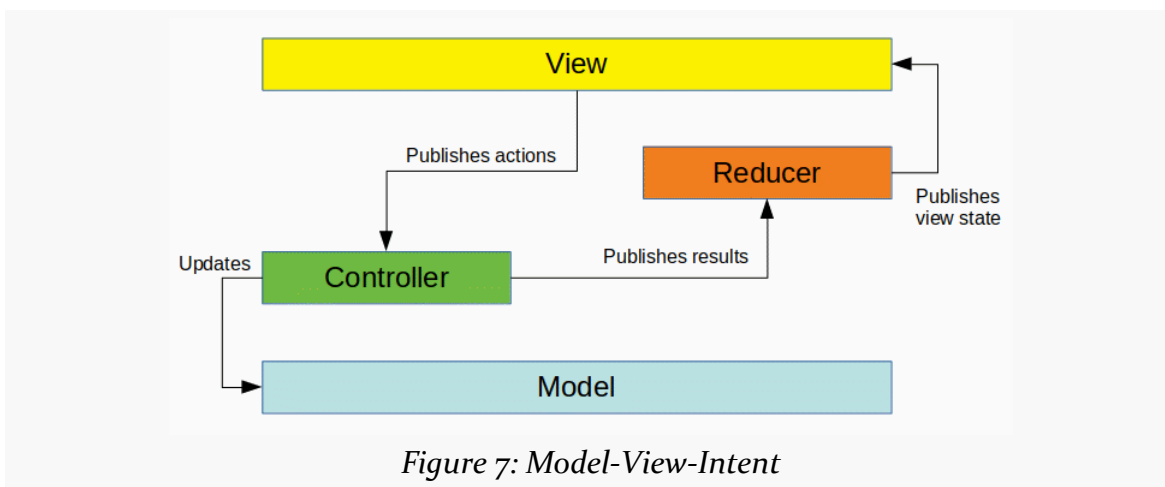 View
Publishes actions
Reducer
Publishes
view state
Updates
Controller
Publishes results
Model
Figure 7: Model-View-Intent